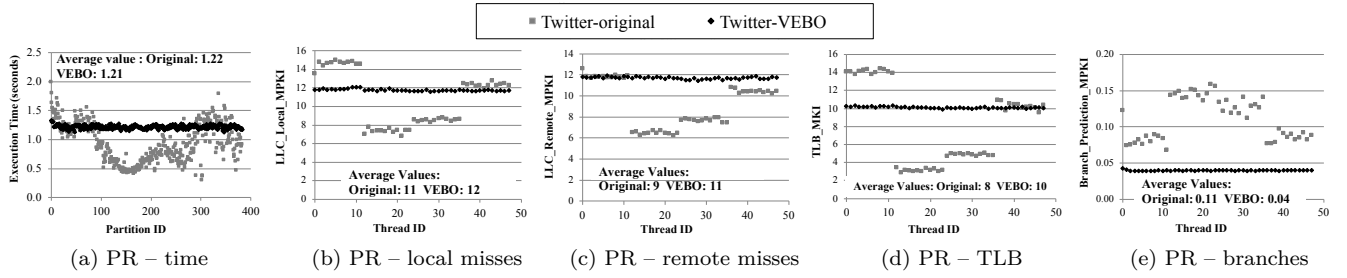 Twitter-original Twitter-VEBO
Average value : Original: 1.22
VEBO: 1.21
Execution Time (seconds)
2.5
2.0
1.5
1.0
0.5
0.0
0 100 200 300 400
Partition ID
(a) PR – time
LLC_Local_MPKI
16
14
12
10
8
6
4
2
0
Average Values:
Original: 11 VEBO: 12
0 10 20 30 40 50
Thread ID
(b) PR – local misses
LLC_Remote_MPKI
14
12
10
8
6
4
2
0
Average Values:
Original: 9 VEBO: 11
0 10 20 30 40 50
Thread ID
(c) PR – remote misses
TLB_MKI
16
14
12
10
8
6
4
2
0
Average Values: Original: 8 VEBO: 10
0 10 20 30 40 50
Thread ID
(d) PR – TLB
Branch_Prediction_MPKI
0.20
0.15
0.10
0.05
0.00
Average Values:
Original: 0.11 VEBO: 0.04
0 10 20 30 40 50
Thread ID
(e) PR – branches